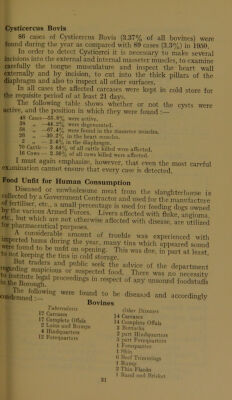 Cysticercus Bovis
86 cases of Cysticercus Bovis (3.37% of all bovines) were
found during the year as compared with 89 cases (3.3%) in 1950.
In order to detect Cysticerci it is necessary to make several
incisions into the external and internal masseter muscles, to examine
carefully the tongue musculature and inspect the heart wall
externally and by incision, to cut into the thick pillars of the
diaphragm and also to inspect all other surfaces.
In all cases the affected carcases were kept in cold store for
the requisite period of at least 21 days.
The following table shows whether or not the cysts were
active, and the position in which they were found :—
48 Cases—55.8% were active.
38 „ —44.2% were degenerated.
58 „ —67.4% were found in the masseter muscles.
26 „ —30.2% in the heart muscles.
2 „ — 2.4% in the diaphragm.
70 Cattle— 3.64% of all cattle killed were affected.
16 Cows — 2.36% of all cows killed were affected.
I must again emphasise, however, that even the most careful
examination cannot ensure that every case is detected.
Food Unfit for Human Consumption
Diseased or unwholesome meat from the slaughterhouse is
collected by a Government Contractor and used for the manufacture
of fertiliser, etc., a small percentage is used for feeding dogs owned
by the various Armed Forces. Livers affected with fluke, angioma,
etc., but which are not otherwise affected with disease, are utilized
for pharmaceutical purposes.
A considerable amount of trouble was experienced with
imported hams during the year, many tins which appeared sound
were found to be unfit on opening. This was due, in part at least,
to not keeping the tins in cold storage.
But traders and public seek the advice of the department
regarding suspicious or suspected food. There was no necessity
to institute legal proceedings in respect of any unsound foodstuffs
in the Borough.
The following were found to be diseased and accordingly
condemned :—
Bovines
Tuberculosis
17 Carcases
17 Complete Offals
2 Loins and Rumps
4 Hindquarters
12 Forequarters
Other Diseases
14 Carcases
14 Complete Offals
2 Buttocks
3 part Hindquarters
3 part Forequarters
1 Forequarter
1 Shin
6 Beef Trimmings
1 Rump
2 Thin Flanks
1 Band and Brisket
21